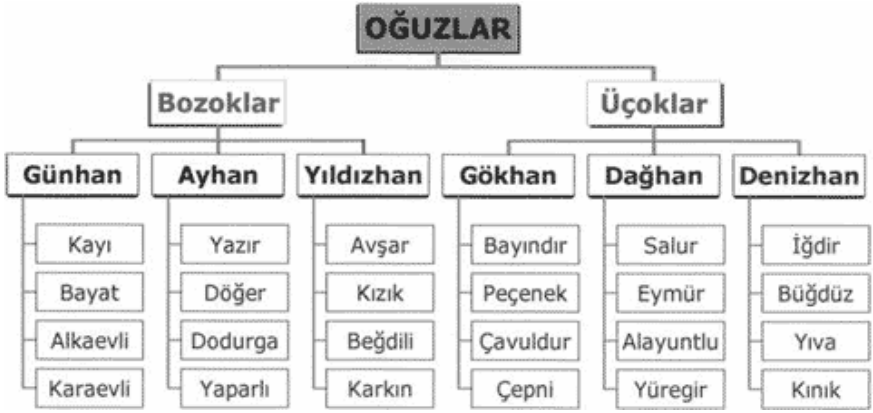 OĞUZLAR
Bozoklar Üçoklar
Günhan Ayhan Yıldızhan Gökhan Dağhan Denizhan
Kayı Yazır Avşar Bayındır Salur İğdir
Bayat Döğer Kızık Peçenek Eymür Büğdüz
Alkaevli Dodurga Beğdili Çavuldur Alayuntlu Yıva
Karaevli Yaparlı Karkın Çepni Yüregir Kınık